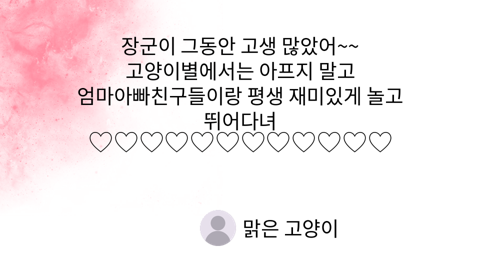 장군이 그동안 고생 많았어~~
고양이별에서는 아프지 말고
엄마아빠친구들이랑 평생 재미있게 놀고
뛰어다녀
♡♡♡♡♡♡♡♡♡♡♡♡
맑은 고양이